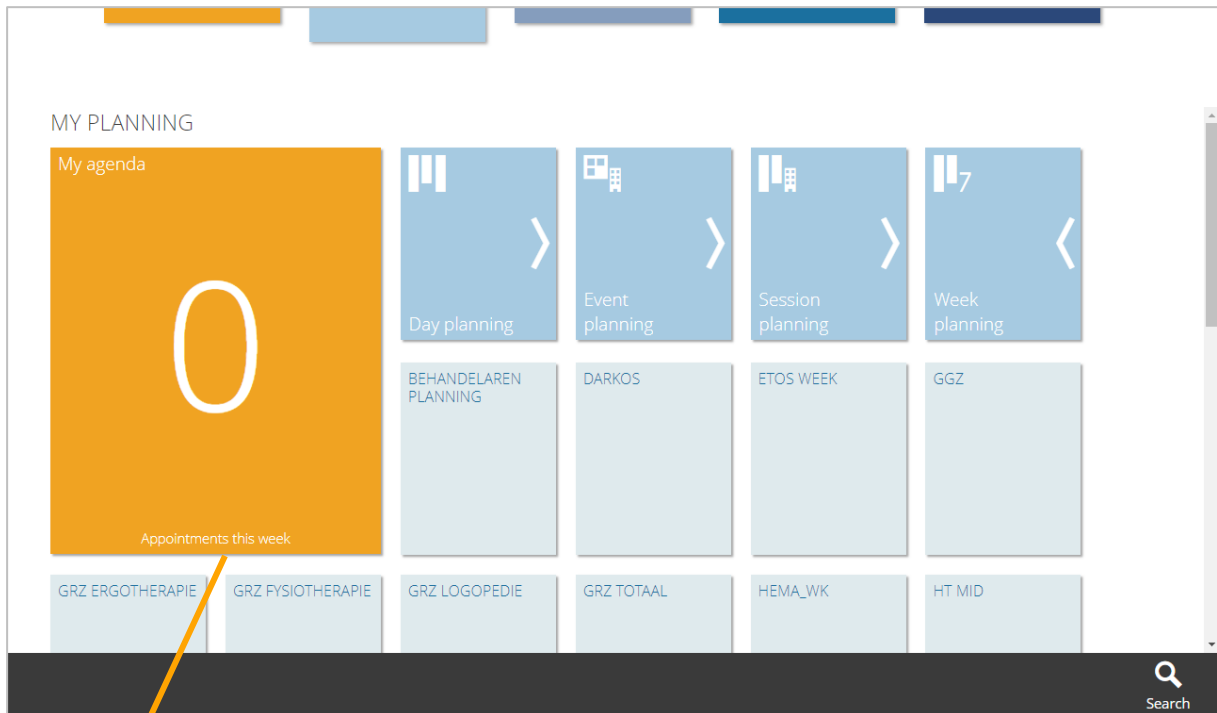 MY PLANNING
My agenda
0
Appointments this week
Day planning
Event
planning
Session
planning
7
Week
planning
BEHANDELAREN
PLANNING
DARKOS
ETOS WEEK
GGZ
GRZ ERGOTHERAPIE
GRZ FYSIOTHERAPIE
GRZ LOGOPEDIE
GRZ TOTAAL
HEMA_WK
HT MID
Search